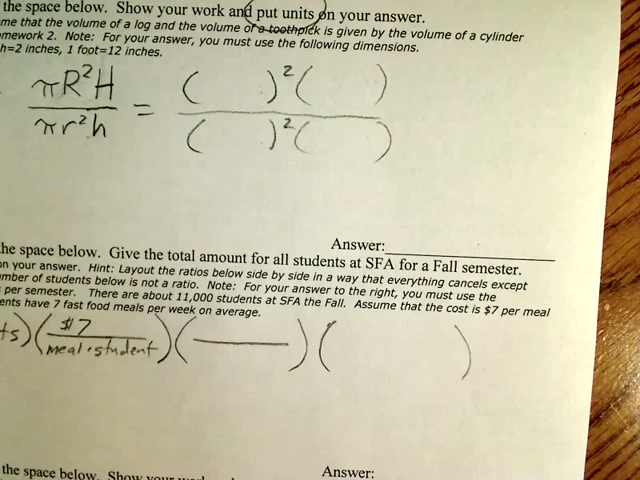 the space below. Show your work and put units on your answer.
me that the volume of a log and the volume of a toothpick is given by the volume of a cylinder
mework 2. Note: For your answer, you must use the following dimensions.
h=2 inches, 1 foot=12 inches.
πR²H / πr²h = ( )²( ) / ( )²( )
Answer:
the space below. Give the total amount for all students at SFA for a Fall semester.
on your answer. Hint: Layout the ratios below side by side in a way that everything cancels except
umber of students below is not a ratio. Note: For your answer to the right, you must use the
per semester. There are about 11,000 students at SFA the Fall. Assume that the cost is $7 per meal
ents have 7 fast food meals per week on average.
ts) ( $7 / meal·student ) ( — ) ( )
Answer:
the space below. Show your